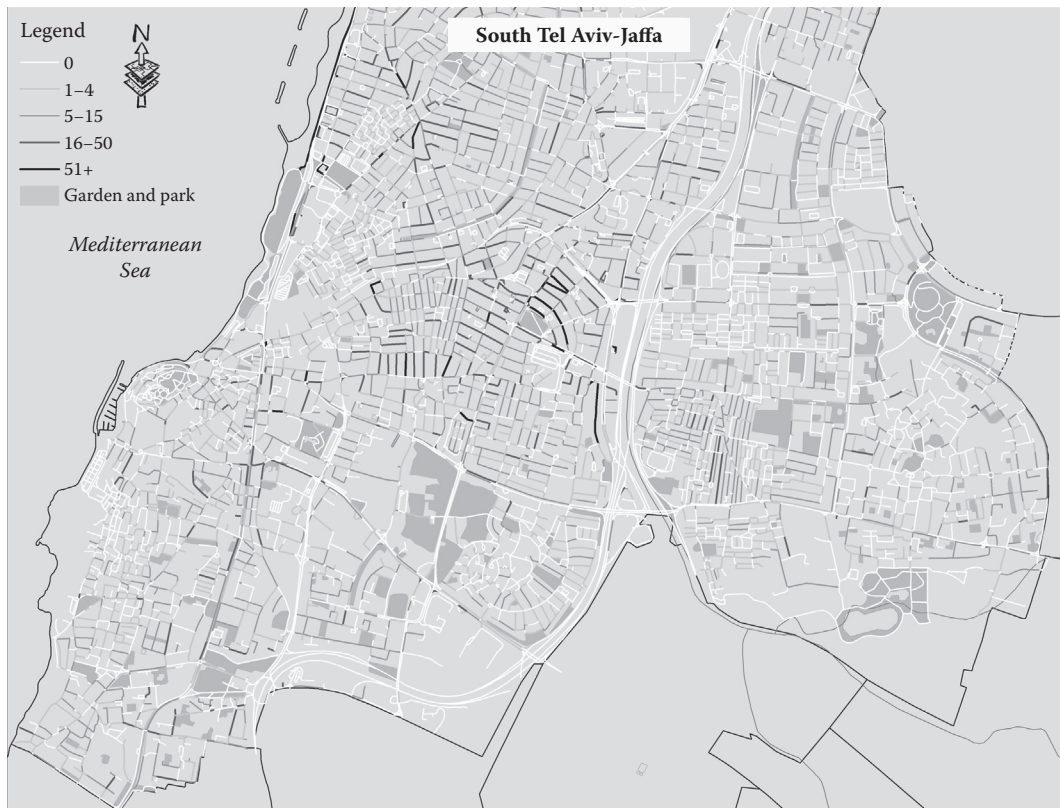 South Tel Aviv-Jaffa
Legend
N
0
1–4
5–15
16–50
51+
Garden and park
Mediterranean
Sea